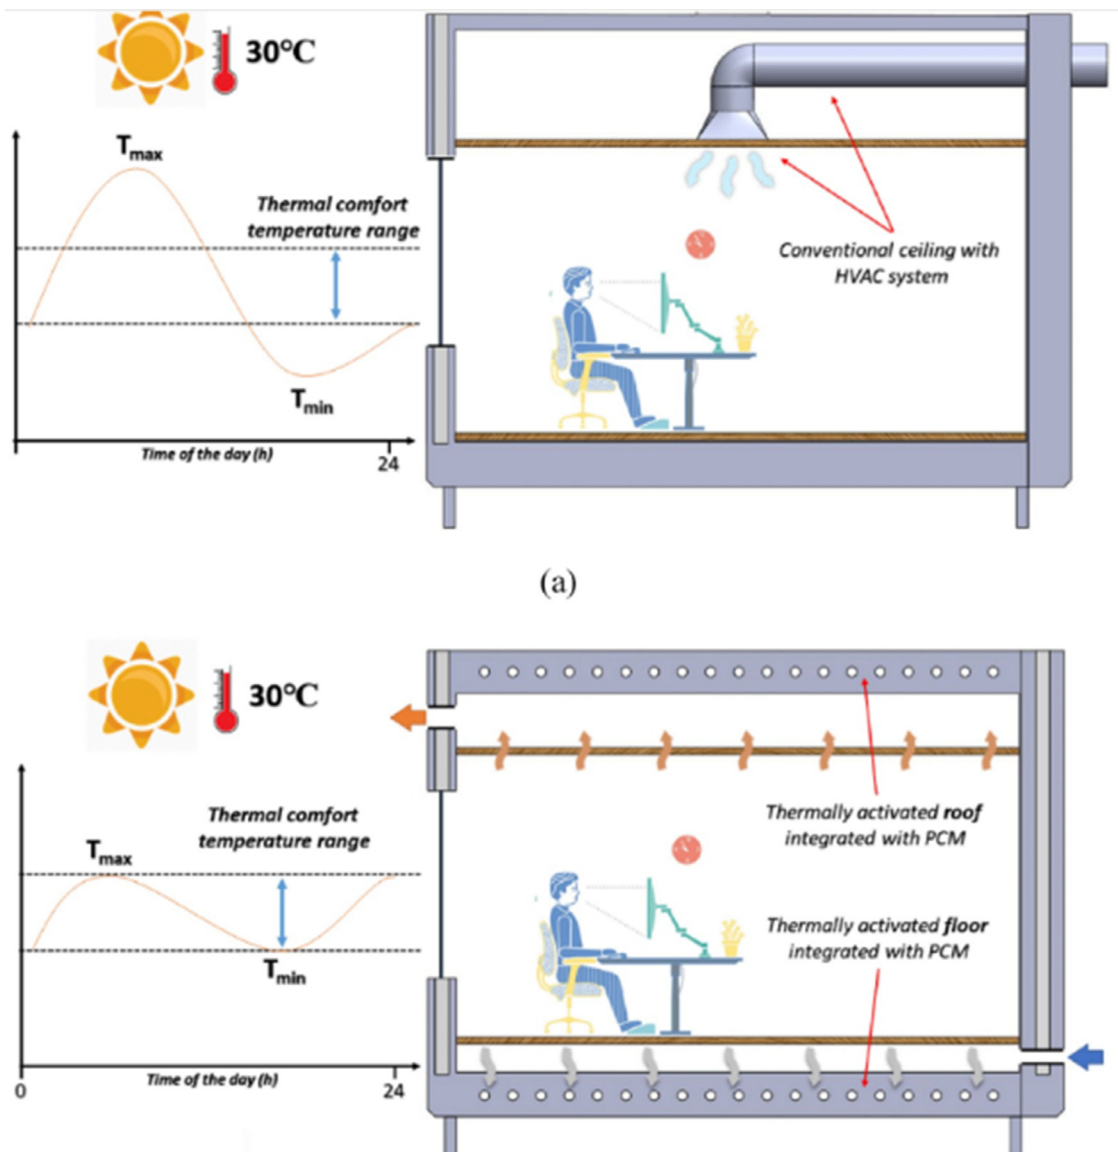 30°C
Tmax
Thermal comfort
temperature range
Conventional ceiling with
HVAC system
Tmin
Time of the day (h)
24
(a)
30°C
Thermal comfort
temperature range
Tmax
Thermally activated roof
integrated with PCM
Thermally activated floor
integrated with PCM
Tmin
0
Time of the day (h)
24